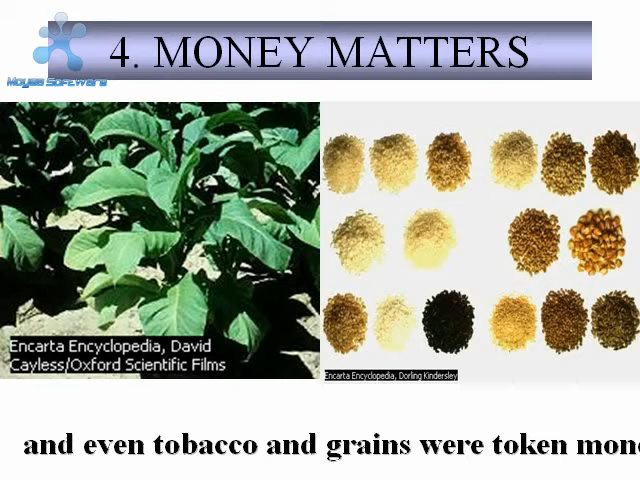 4. MONEY MATTERS
Moyea Software
Encarta Encyclopedia, David
Cayless/Oxford Scientific Films
Encarta Encyclopedia, Dorling Kindersley
and even tobacco and grains were token mone